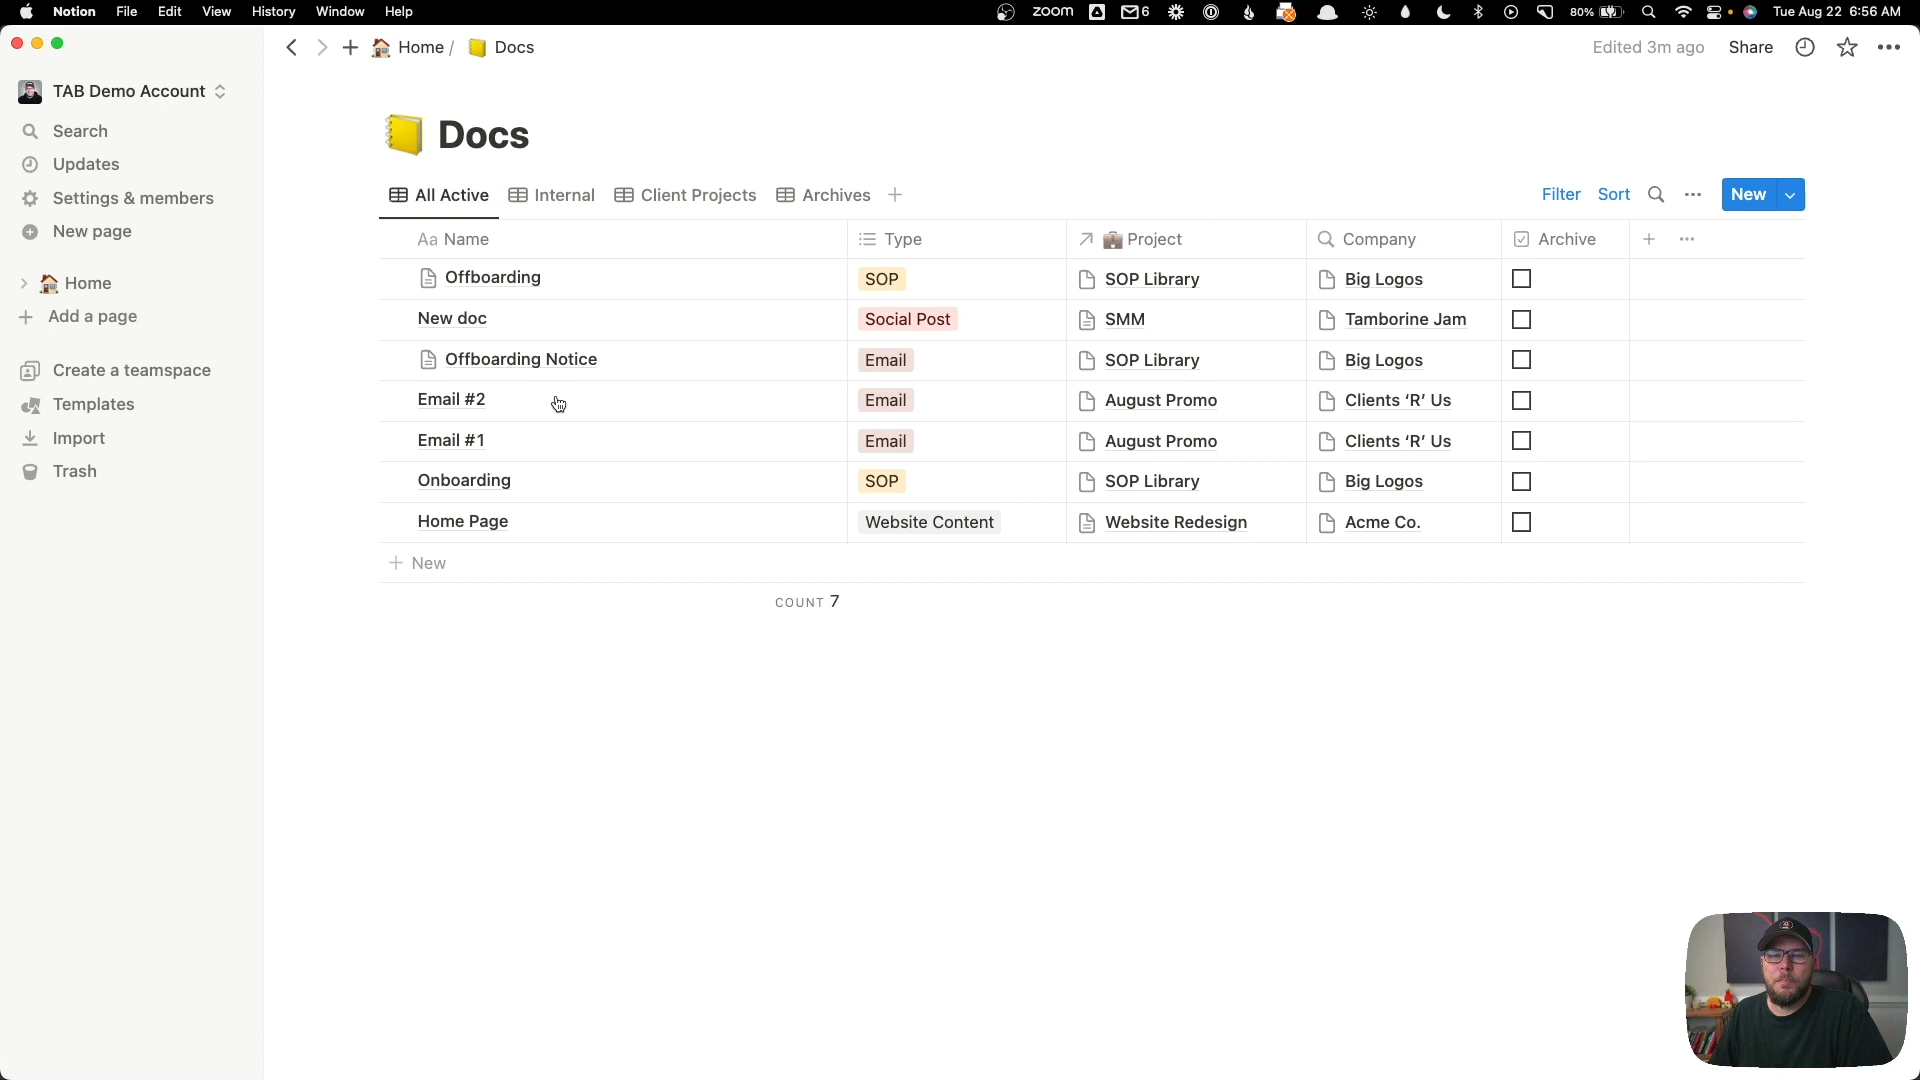 Notion File Edit View History Window Help zoom 6 80% Tue Aug 22 6:56 AM
Home / Docs Edited 3m ago Share
TAB Demo Account
Search
Updates
Settings & members
New page
Home
Add a page
Create a teamspace
Templates
Import
Trash
Docs
All Active Internal Client Projects Archives Filter Sort New
Aa Name Type Project Company Archive
Offboarding SOP SOP Library Big Logos
New doc Social Post SMM Tamborine Jam
Offboarding Notice Email SOP Library Big Logos
Email #2 Email August Promo Clients ‘R’ Us
Email #1 Email August Promo Clients ‘R’ Us
Onboarding SOP SOP Library Big Logos
Home Page Website Content Website Redesign Acme Co.
New
COUNT 7